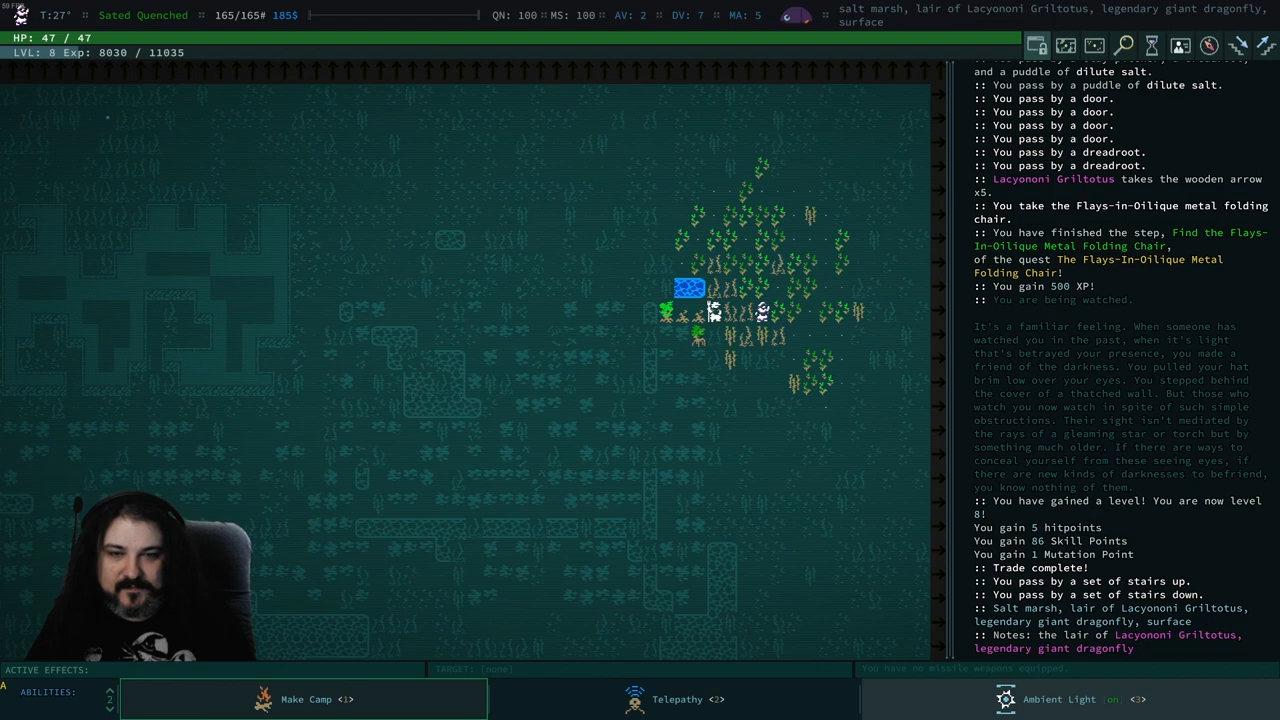 59 FPS
T:27° :: Sated Quenched :: 165/165# 185$ QN: 100 :: MS: 100 :: AV: 2 :: DV: 7 :: MA: 5 :: salt marsh, lair of Lacyononi Griltotus, legendary giant dragonfly, surface
HP: 47 / 47
LVL: 8 Exp: 8030 / 11035
and a puddle of dilute salt.
:: You pass by a puddle of dilute salt.
:: You pass by a door.
:: You pass by a door.
:: You pass by a door.
:: You pass by a door.
:: You pass by a dreadroot.
:: You pass by a dreadroot.
:: Lacyononi Griltotus takes the wooden arrow
x5.
:: You take the Flays-in-Oilique metal folding
chair.
:: You have finished the step, Find the Flays-
In-Oilique Metal Folding Chair,
of the quest The Flays-In-Oilique Metal
Folding Chair!
:: You gain 500 XP!
:: You are being watched.
It's a familiar feeling. When someone has
watched you in the past, when it's light
that's betrayed your presence, you made a
friend of the darkness. You pulled your hat
brim low over your eyes. You stepped behind
the cover of a thatched wall. But those who
watch you now watch in spite of such simple
obstructions. Their sight isn't mediated by
the rays of a gleaming star or torch but by
something much older. If there are ways to
conceal yourself from these seeing eyes, if
there are new kinds of darknesses to befriend,
you know nothing of them.
:: You have gained a level! You are now level
8!
You gain 5 hitpoints
You gain 86 Skill Points
You gain 1 Mutation Point
:: Trade complete!
:: You pass by a set of stairs up.
:: You pass by a set of stairs down.
:: Salt marsh, lair of Lacyononi Griltotus,
legendary giant dragonfly, surface
:: Notes: the lair of Lacyononi Griltotus,
legendary giant dragonfly
ACTIVE EFFECTS: TARGET: [none] You have no missile weapons equipped.
A
ABILITIES: 2 Make Camp <1> Telepathy <2> Ambient Light [on] <3>